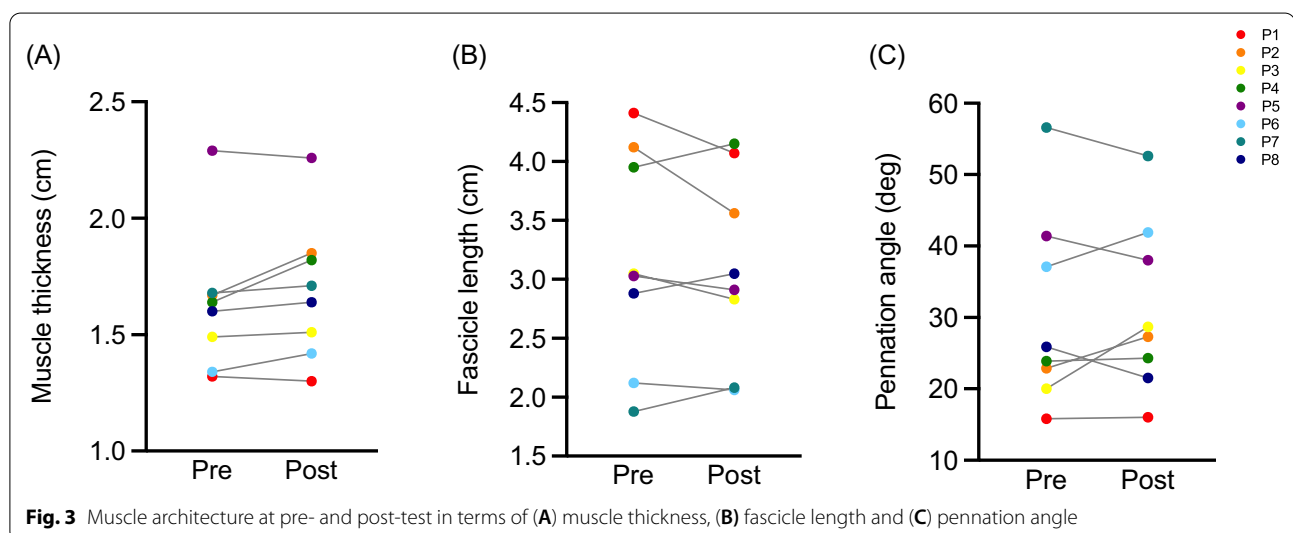 (A)
Muscle thickness (cm)
2.5
2.0
1.5
1.0
Pre Post
(B)
Fascicle length (cm)
4.5
4.0
3.5
3.0
2.5
2.0
1.5
Pre Post
(C)
Pennation angle (deg)
60
50
40
30
20
10
Pre Post
P1
P2
P3
P4
P5
P6
P7
P8
Fig. 3 Muscle architecture at pre- and post-test in terms of (A) muscle thickness, (B) fascicle length and (C) pennation angle